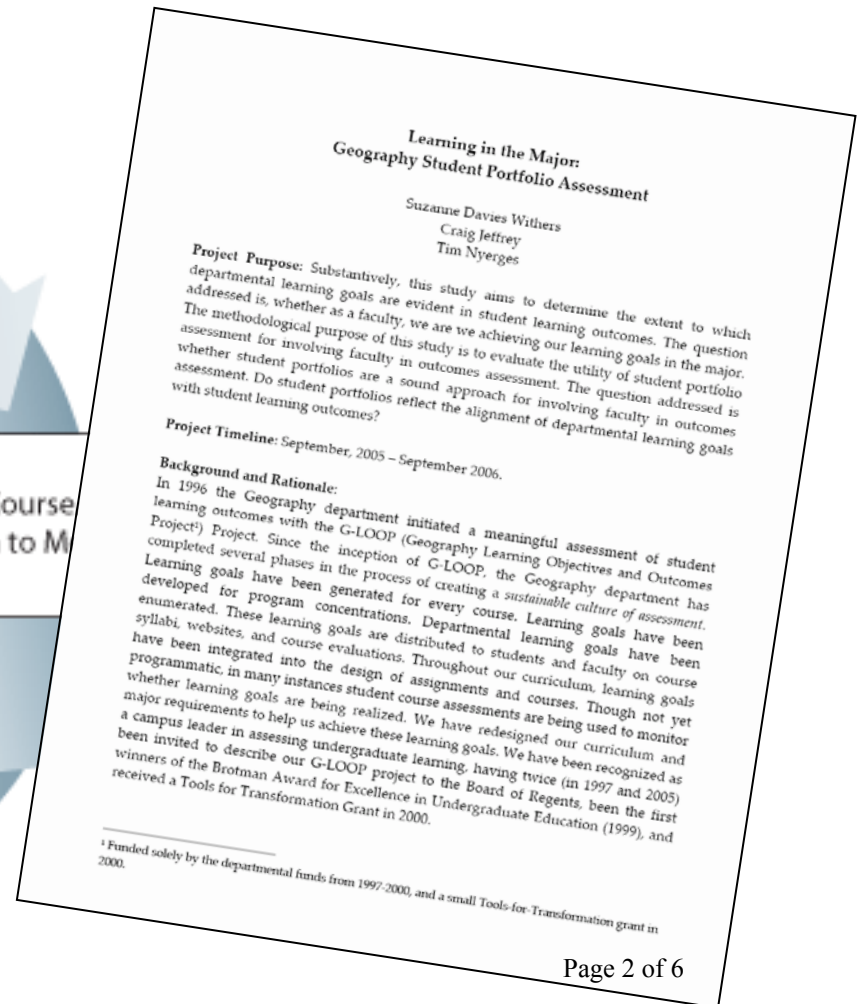 Learning in the Major:
Geography Student Portfolio Assessment
Suzanne Davies Withers
Craig Jeffrey
Tim Nyerges
Project Purpose: Substantively, this study aims to determine the extent to which
departmental learning goals are evident in student learning outcomes. The question
addressed is, whether as a faculty, we are we achieving our learning goals in the major.
The methodological purpose of this study is to evaluate the utility of student portfolio
assessment for involving faculty in outcomes assessment. The question addressed is
whether student portfolios are a sound approach for involving faculty in outcomes
assessment. Do student portfolios reflect the alignment of departmental learning goals
with student learning outcomes?
Project Timeline: September, 2005 – September 2006.
Background and Rationale:
In 1996 the Geography department initiated a meaningful assessment of student
learning outcomes with the G-LOOP (Geography Learning Objectives and Outcomes
Project¹) Project. Since the inception of G-LOOP, the Geography department has
completed several phases in the process of creating a sustainable culture of assessment.
Learning goals have been generated for every course. Learning goals have been
developed for program concentrations. Departmental learning goals have been
enumerated. These learning goals are distributed to students and faculty on course
syllabi, websites, and course evaluations. Throughout our curriculum, learning goals
have been integrated into the design of assignments and courses. Though not yet
programmatic, in many instances student course assessments are being used to monitor
whether learning goals are being realized. We have redesigned our curriculum and
major requirements to help us achieve these learning goals. We have been recognized as
a campus leader in assessing undergraduate learning, having twice (in 1997 and 2005)
been invited to describe our G-LOOP project to the Board of Regents, been the first
winners of the Brotman Award for Excellence in Undergraduate Education (1999), and
received a Tools for Transformation Grant in 2000.
¹ Funded solely by the departmental funds from 1997-2000, and a small Tools-for-Transformation grant in
2000.
Page 2 of 6
ourse
to M